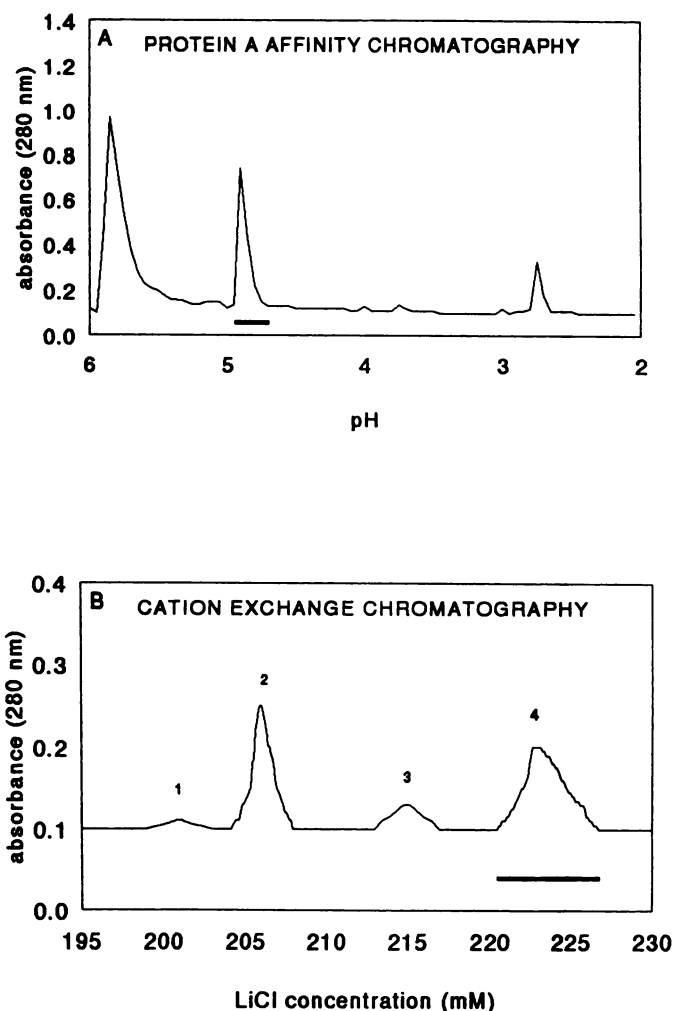 A PROTEIN A AFFINITY CHROMATOGRAPHY
absorbance (280 nm)
1.4
1.2
1.0
0.8
0.6
0.4
0.2
0.0
6 5 4 3 2
pH
B CATION EXCHANGE CHROMATOGRAPHY
absorbance (280 nm)
0.4
0.3
0.2
0.1
0.0
1
2
3
4
195 200 205 210 215 220 225 230
LiCl concentration (mM)